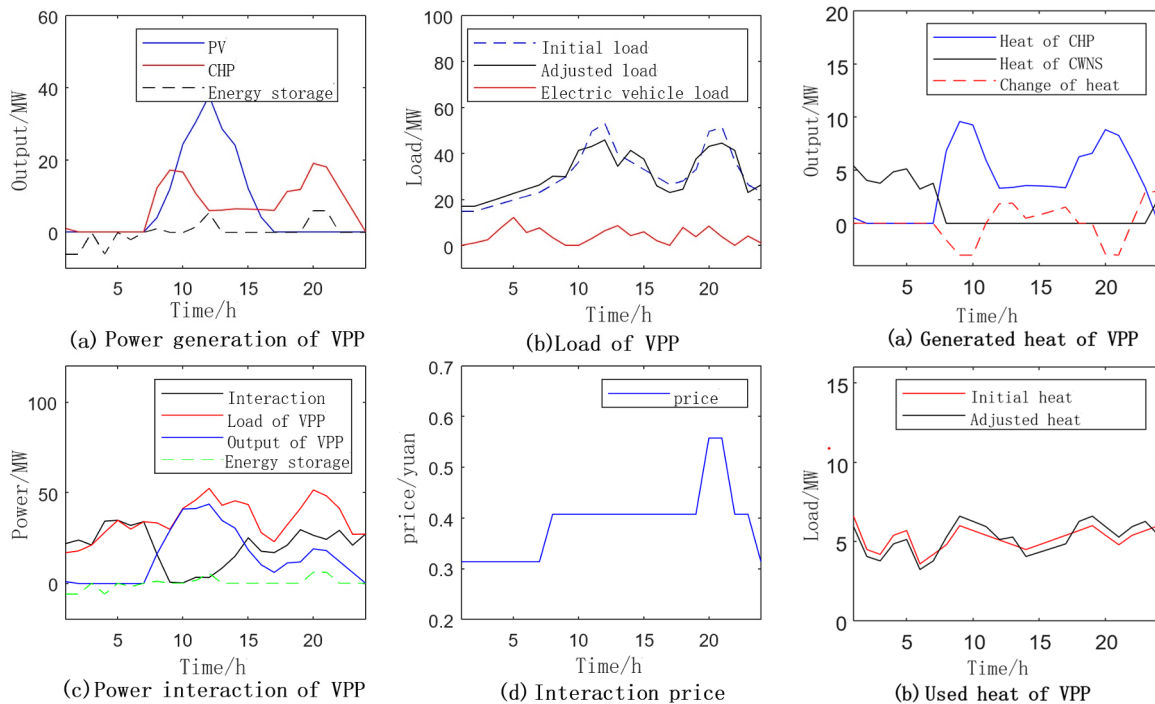 60
40
20
0
Output/MW
PV
CHP
Energy storage
5
10
15
20
Time/h
(a) Power generation of VPP
100
80
60
40
20
0
Load/MW
Initial load
Adjusted load
Electric vehicle load
5
10
15
20
Time/h
(b)Load of VPP
20
15
10
5
0
Output/MW
Heat of CHP
Heat of CWNS
Change of heat
5
10
15
20
Time/h
(a) Generated heat of VPP
100
50
0
Power/MW
Interaction
Load of VPP
Output of VPP
Energy storage
5
10
15
20
Time/h
(c)Power interaction of VPP
0.7
0.6
0.5
0.4
0.3
0.2
price/yuan
price
5
10
15
20
Time/h
(d) Interaction price
15
10
5
0
Load/MW
Initial heat
Adjusted heat
5
10
15
20
Time/h
(b) Used heat of VPP